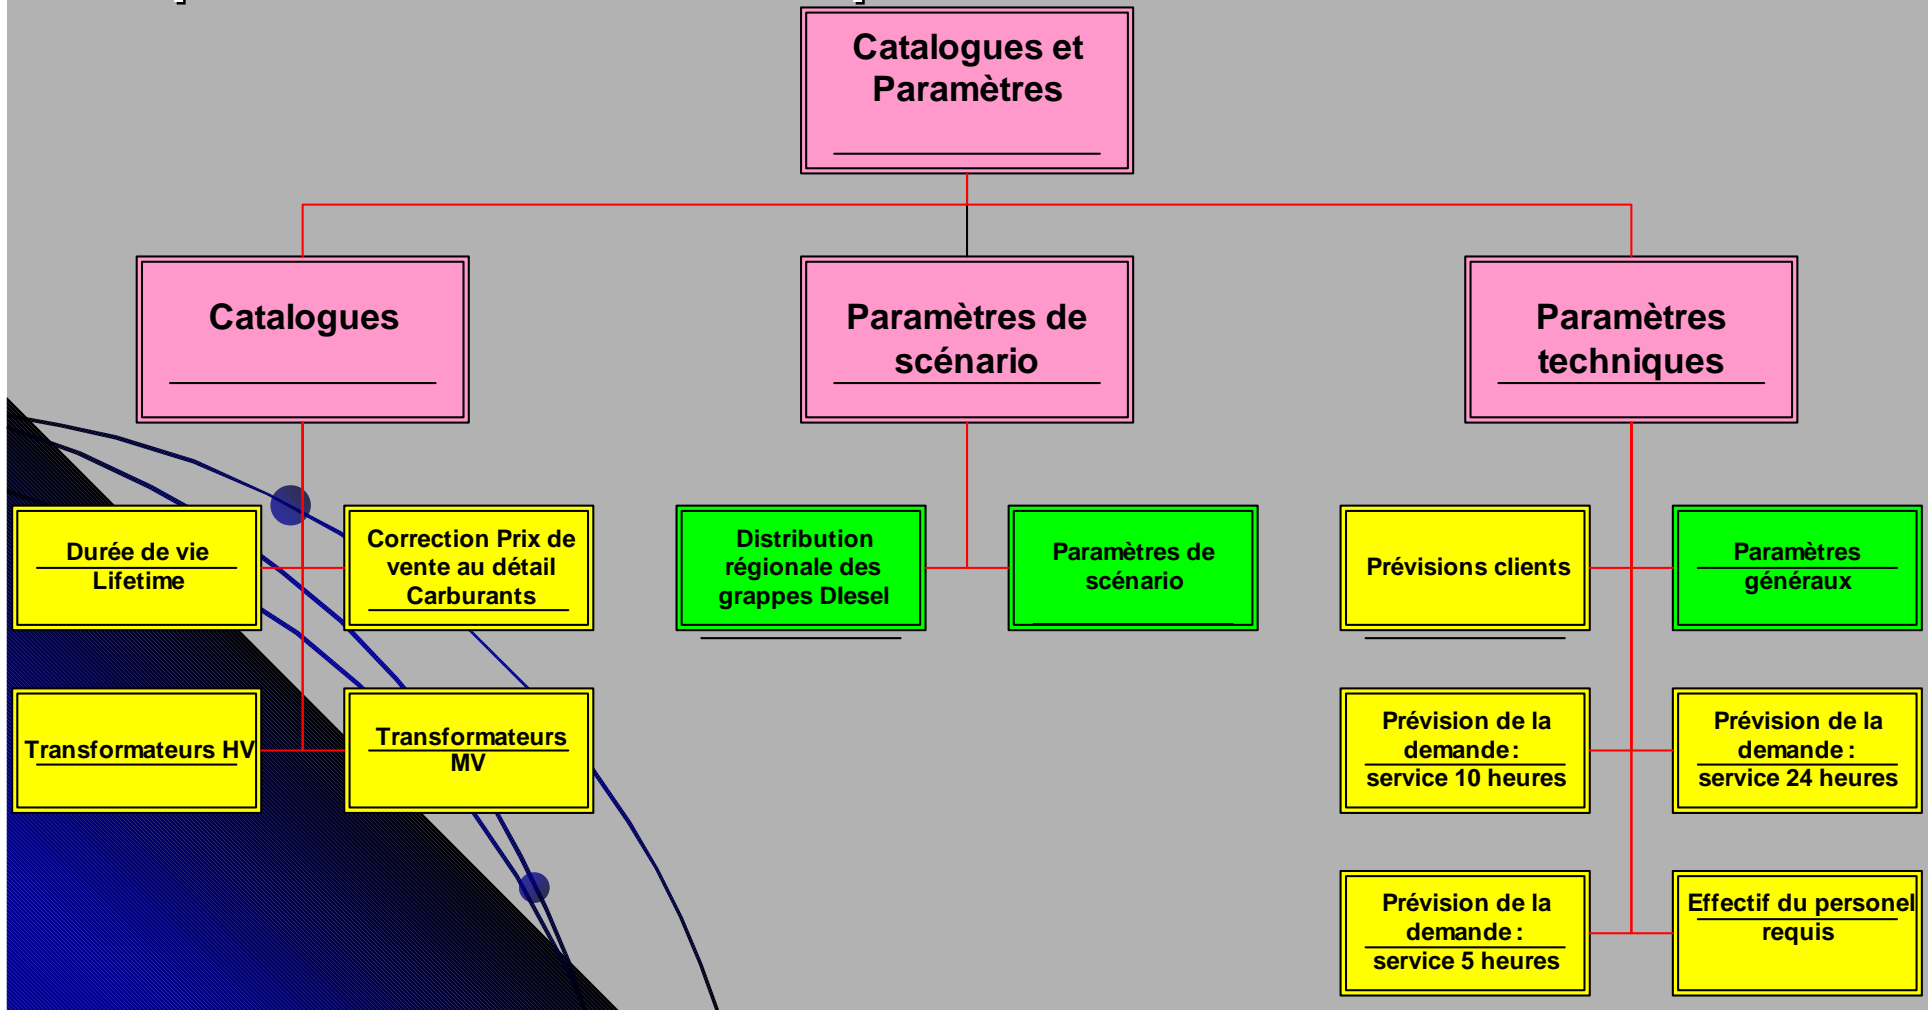 Catalogues et
Paramètres
Catalogues
Paramètres de
scénario
Paramètres
techniques
Durée de vie
Lifetime
Correction Prix de
vente au détail
Carburants
Distribution
régionale des
grappes DIesel
Paramètres de
scénario
Prévisions clients
Paramètres
généraux
Transformateurs HV
Transformateurs
MV
Prévision de la
demande :
service 10 heures
Prévision de la
demande :
service 24 heures
Prévision de la
demande :
service 5 heures
Effectif du personel
requis